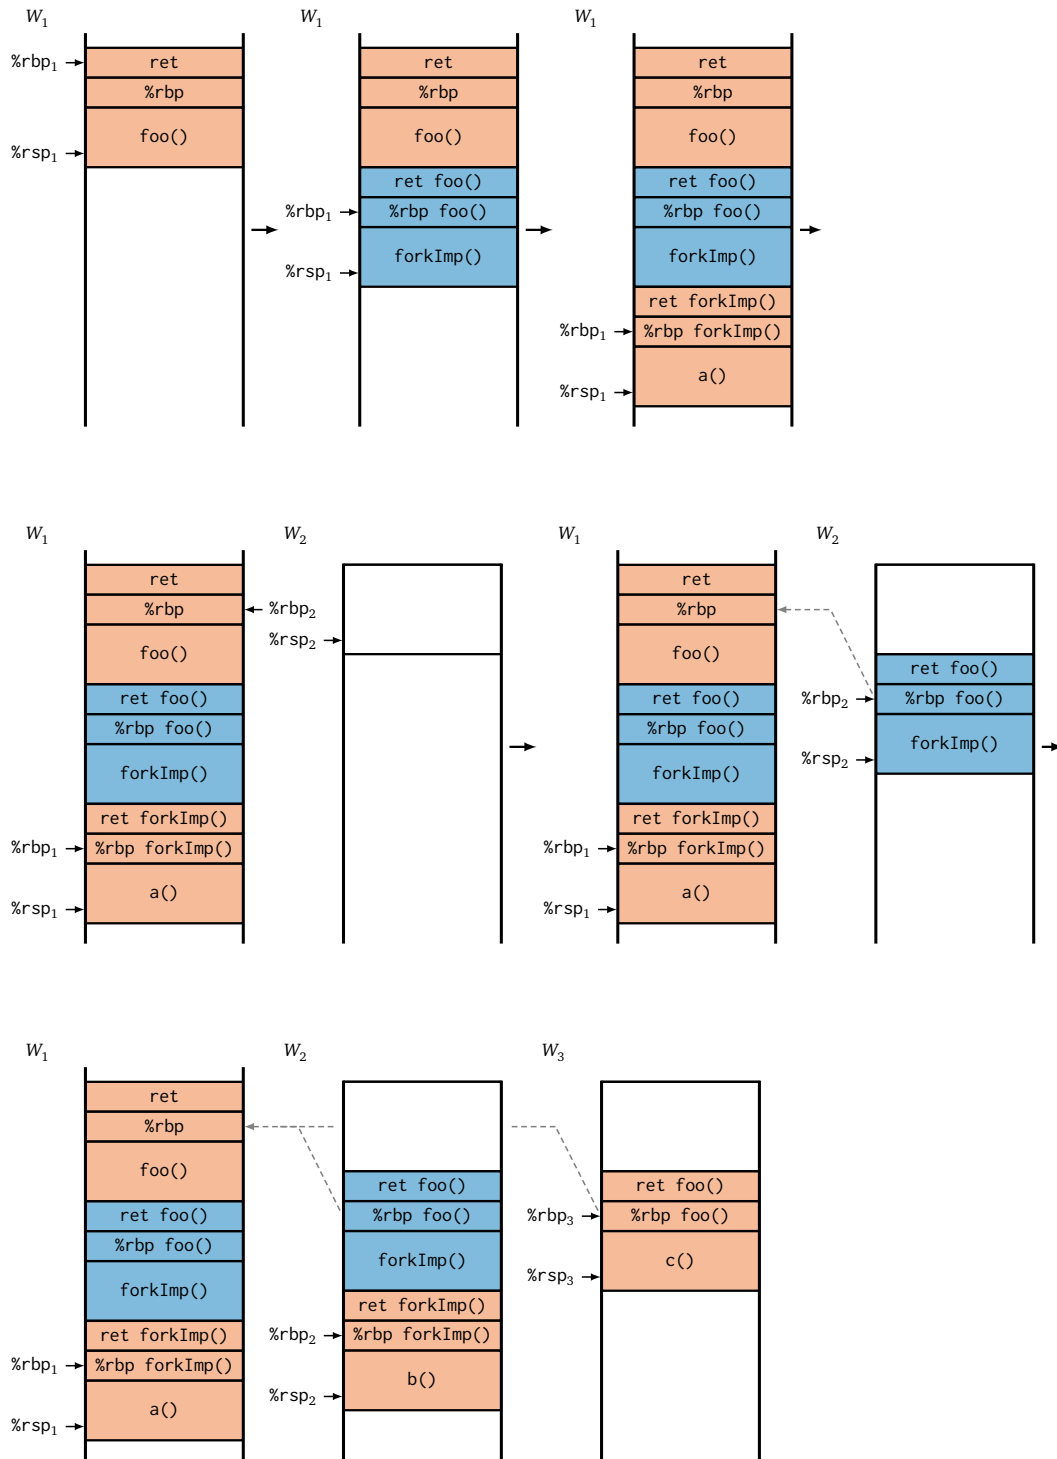 W1 W1 W1
%rbp1 ret ret ret
%rbp %rbp %rbp
foo() foo() foo()
%rsp1
ret foo() ret foo()
%rbp1 %rbp foo() %rbp foo()
forkImp() forkImp()
%rsp1
ret forkImp()
%rbp1 %rbp forkImp()
a()
%rsp1
W1 W2 W1 W2
ret ret
%rbp %rbp2 %rbp
%rsp2
foo() foo() ret foo()
ret foo() ret foo() %rbp2 %rbp foo()
%rbp foo() %rbp foo()
forkImp()
%rsp2
forkImp() forkImp()
ret forkImp() ret forkImp()
%rbp1 %rbp forkImp() %rbp1 %rbp forkImp()
a() a()
%rsp1 %rsp1
W1 W2 W3
ret
%rbp
foo() ret foo() ret foo()
ret foo() %rbp foo() %rbp3 %rbp foo()
%rbp foo()
forkImp() c()
%rsp3
forkImp()
ret forkImp()
ret forkImp() %rbp2 %rbp forkImp()
%rbp1 %rbp forkImp()
b()
%rsp2
a()
%rsp1